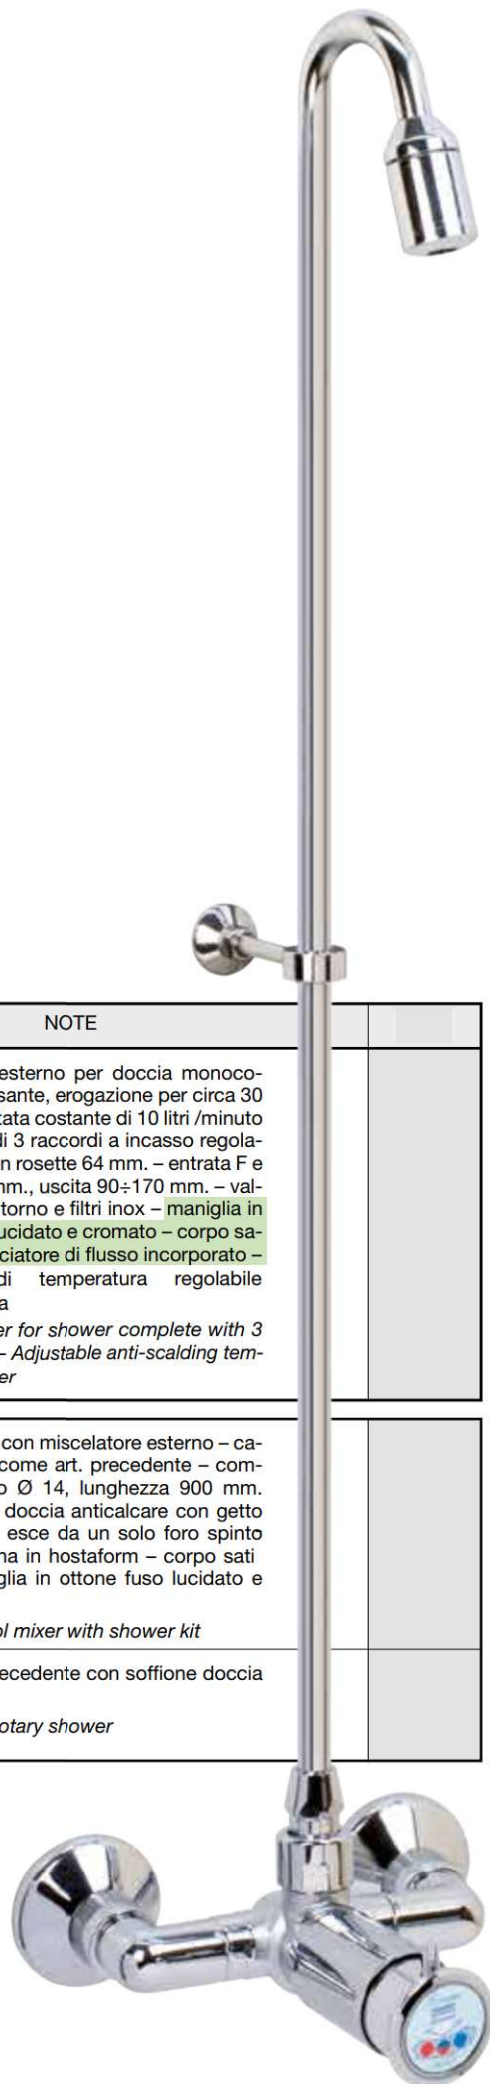 NOTE
esterno per doccia monoco-
sante, erogazione per circa 30
tata costante di 10 litri /minuto
di 3 raccordi a incasso regola-
n rosette 64 mm. – entrata F e
mm., uscita 90÷170 mm. – val-
torno e filtri inox – maniglia in
ucidato e cromato – corpo sa-
ciatore di flusso incorporato –
di temperatura regolabile
a
er for shower complete with 3
– Adjustable anti-scalding tem-
er
con miscelatore esterno – ca-
come art. precedente – com-
o Ø 14, lunghezza 900 mm.
doccia anticalcare con getto
esce da un solo foro spinto
na in hostaform – corpo sati
glia in ottone fuso lucidato e
ol mixer with shower kit
ecedente con soffione doccia
otary shower